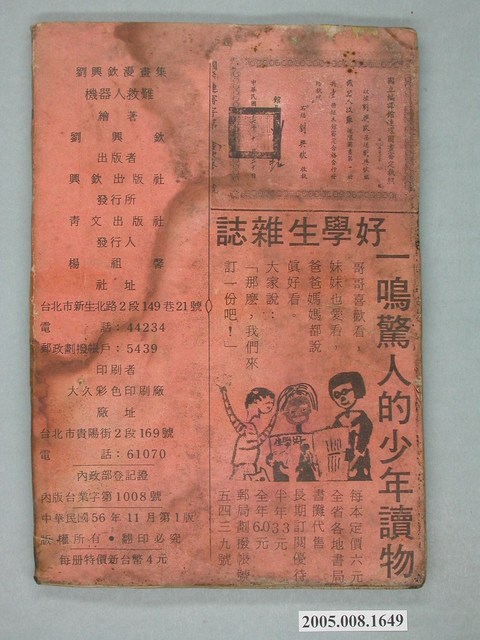 劉興欽漫畫集
機器人救難
繪著
劉興欽
出版者
興欽出版社
發行所
青文出版社
發行人
楊祖馨
社址
台北市新生北路2段149巷21號
電話：44234
郵政劃撥帳戶：5439
印刷者
大久彩色印刷廠
廠址
台北市貴陽街2段169號
電話：61070
內政部登記證
內版台業字第1008號
中華民國56年11月第1版
版權所有•翻印必究
每册特價新台幣4元
好學生雜誌
一鳴驚人的少年讀物
哥哥喜歡看，
妹妹也愛看，
爸爸媽媽都說
眞好看
大家說：
「那麼，我們來
訂一份吧！」
每本定價六元
全省各地書局
書攤代售
長期訂閱優待
半年33元
全年60元
郵局劃撥帳號
五四三九號
2005.008.1649